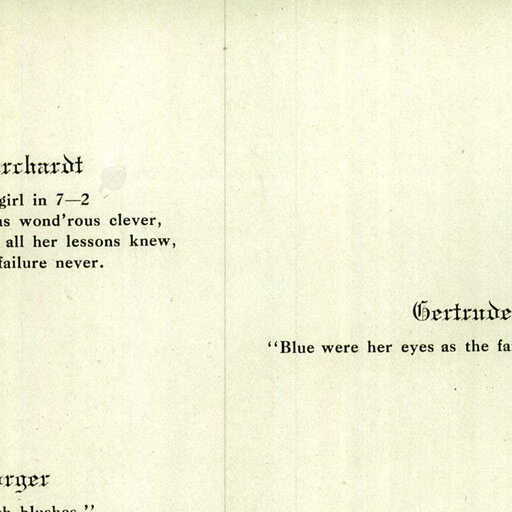 rchardt
girl in 7—2
as wond'rous clever,
all her lessons knew,
failure never.
rger
blushes."
Gertrude
"Blue were her eyes as the fa